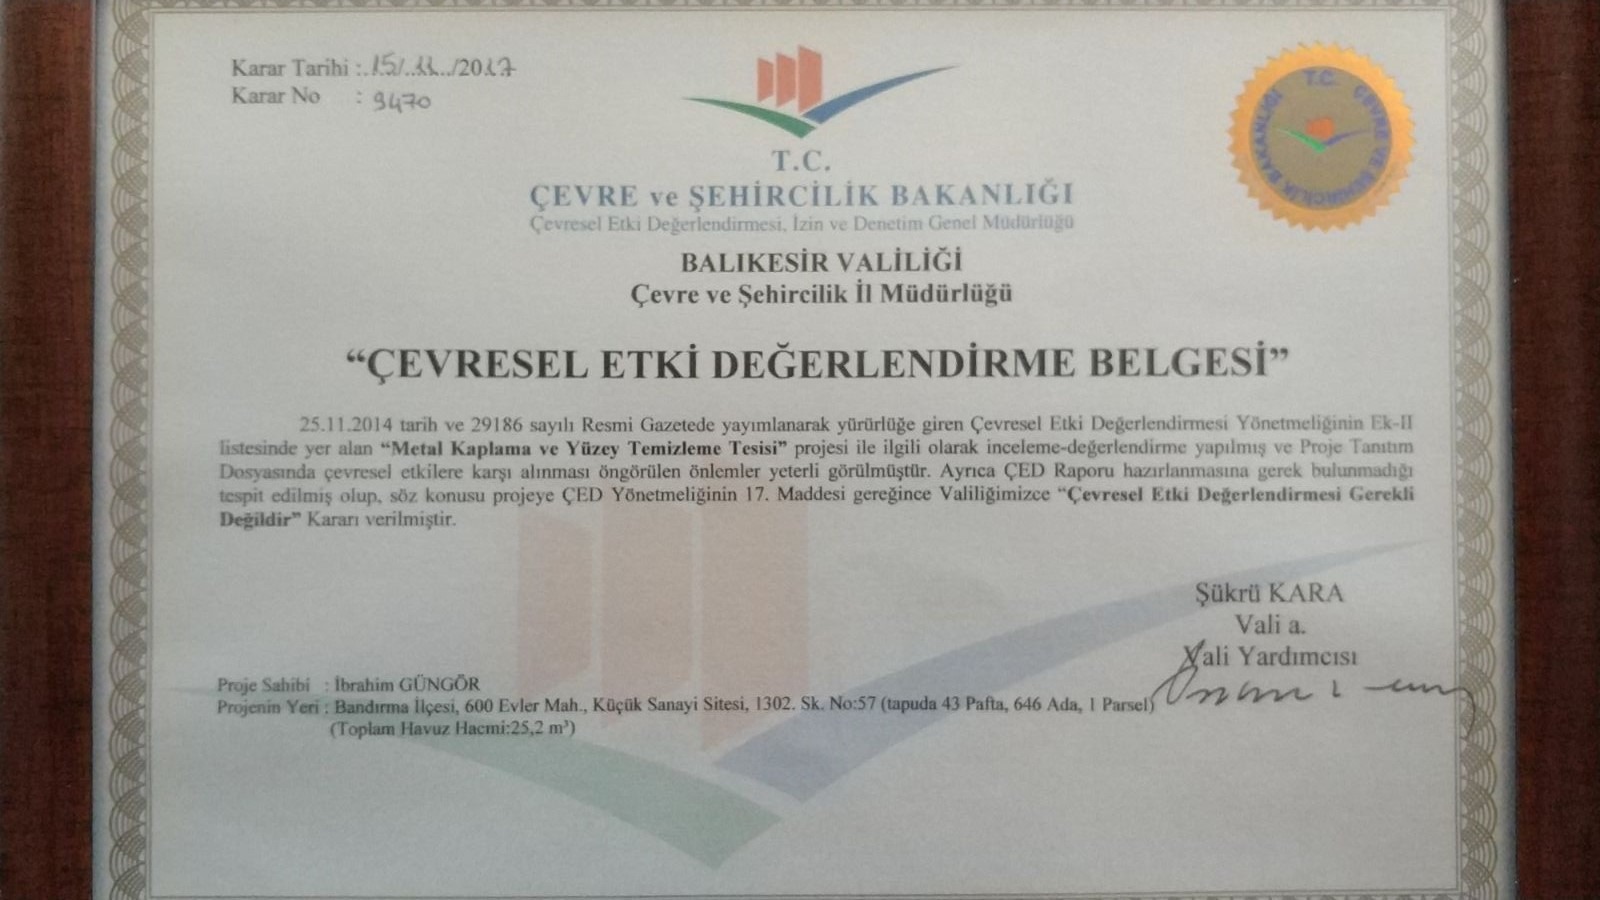 Karar Tarihi :.15/.11../2017
Karar No : 9470
T.C. ÇEVRE VE ŞEHİRCİLİK BAKANLIĞI
T.C.
ÇEVRE ve ŞEHİRCİLİK BAKANLIĞI
Çevresel Etki Değerlendirmesi, İzin ve Denetim Genel Müdürlüğü
BALIKESİR VALİLİĞİ
Çevre ve Şehircilik İl Müdürlüğü
“ÇEVRESEL ETKİ DEĞERLENDİRME BELGESİ”
25.11.2014 tarih ve 29186 sayılı Resmi Gazetede yayımlanarak yürürlüğe giren Çevresel Etki Değerlendirmesi Yönetmeliğinin Ek-II
listesinde yer alan “Metal Kaplama ve Yüzey Temizleme Tesisi” projesi ile ilgili olarak inceleme-değerlendirme yapılmış ve Proje Tanıtım
Dosyasında çevresel etkilere karşı alınması öngörülen önlemler yeterli görülmüştür. Ayrıca ÇED Raporu hazırlanmasına gerek bulunmadığı
tespit edilmiş olup, söz konusu projeye ÇED Yönetmeliğinin 17. Maddesi gereğince Valiliğimizce “Çevresel Etki Değerlendirmesi Gerekli
Değildir” Kararı verilmiştir.
Şükrü KARA
Vali a.
Vali Yardımcısı
Proje Sahibi : İbrahim GÜNGÖR
Projenin Yeri : Bandırma İlçesi, 600 Evler Mah., Küçük Sanayi Sitesi, 1302. Sk. No:57 (tapuda 43 Pafta, 646 Ada, 1 Parsel)
(Toplam Havuz Hacmi:25,2 m³)